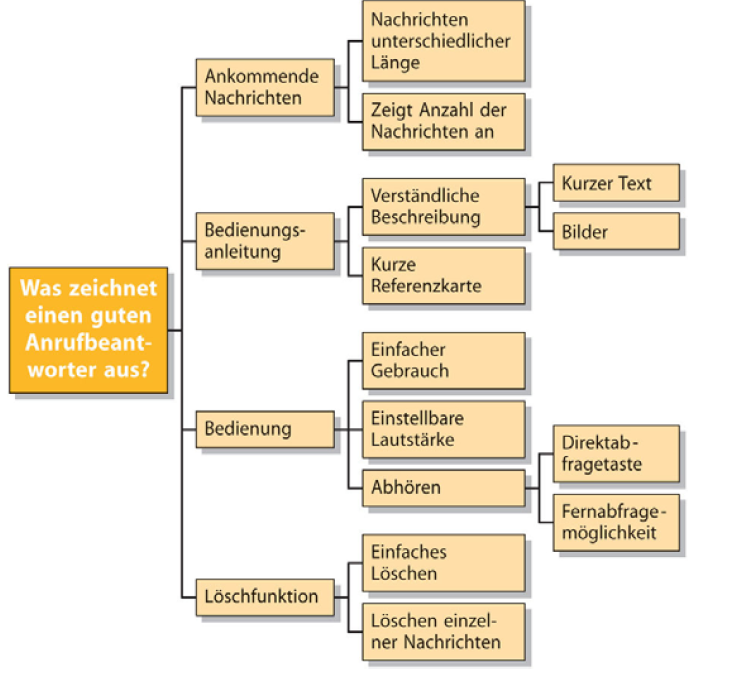 Was zeichnet
einen guten
Anrufbeant-
worter aus?
Ankommende
Nachrichten
Nachrichten
unterschiedlicher
Länge
Zeigt Anzahl der
Nachrichten an
Bedienungs-
anleitung
Verständliche
Beschreibung
Kurzer Text
Bilder
Kurze
Referenzkarte
Bedienung
Einfacher
Gebrauch
Einstellbare
Lautstärke
Abhören
Direktab-
fragetaste
Fernabfrage-
möglichkeit
Löschfunktion
Einfaches
Löschen
Löschen einzel-
ner Nachrichten